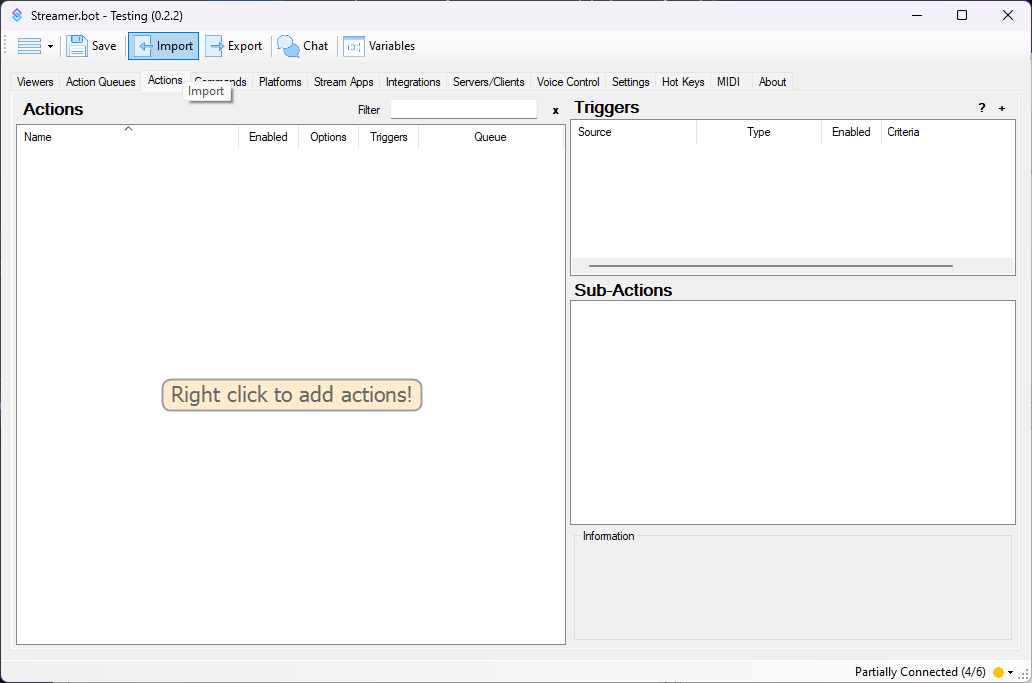 Streamer.bot - Testing (0.2.2)
Save Import Export Chat Variables
Viewers Action Queues Actions Commands Platforms Stream Apps Integrations Servers/Clients Voice Control Settings Hot Keys MIDI About
Import
Actions Filter x
Name Enabled Options Triggers Queue
Right click to add actions!
Triggers ? +
Source Type Enabled Criteria
Sub-Actions
Information
Partially Connected (4/6)